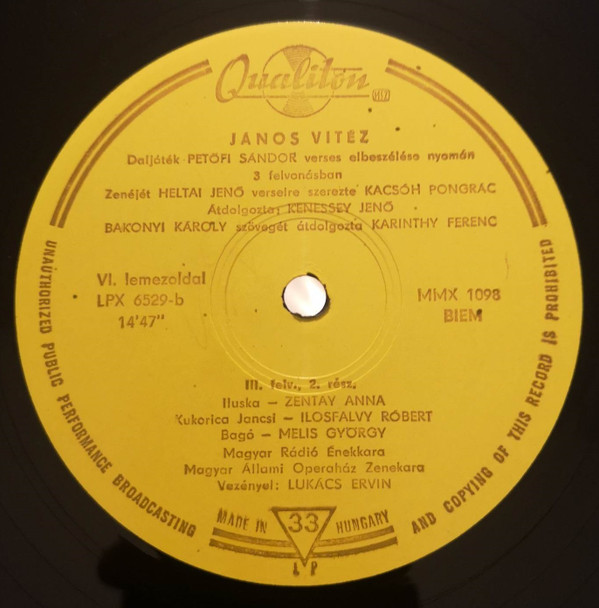 Qualiton
JANOS VITÉZ
Daljáték PETŐFI SÁNDOR verses elbeszélése nyomán
3 felvonásban
Zenéjét HELTAI JENŐ verseire szerezte KACSÓH PONGRÁC
Átdolgozta: KENESSEY JENŐ
BAKONYI KÁROLY szövegét átdolgozta KARINTHY FERENC
VI. lemezoldal
LPX 6529-b
14'47"
MMX 1098
BIEM
III. felv., 2. rész.
Iluska – ZENTAY ANNA
Kukorica Jancsi – ILOSFALVY RÓBERT
Bagó – MELIS GYÖRGY
Magyar Rádió Énekkara
Magyar Állami Operaház Zenekara
Vezényel: LUKÁCS ERVIN
MADE IN 33 HUNGARY
LP
UNAUTHORIZED PUBLIC PERFORMANCE BROADCASTING AND COPYING OF THIS RECORD IS PROHIBITED